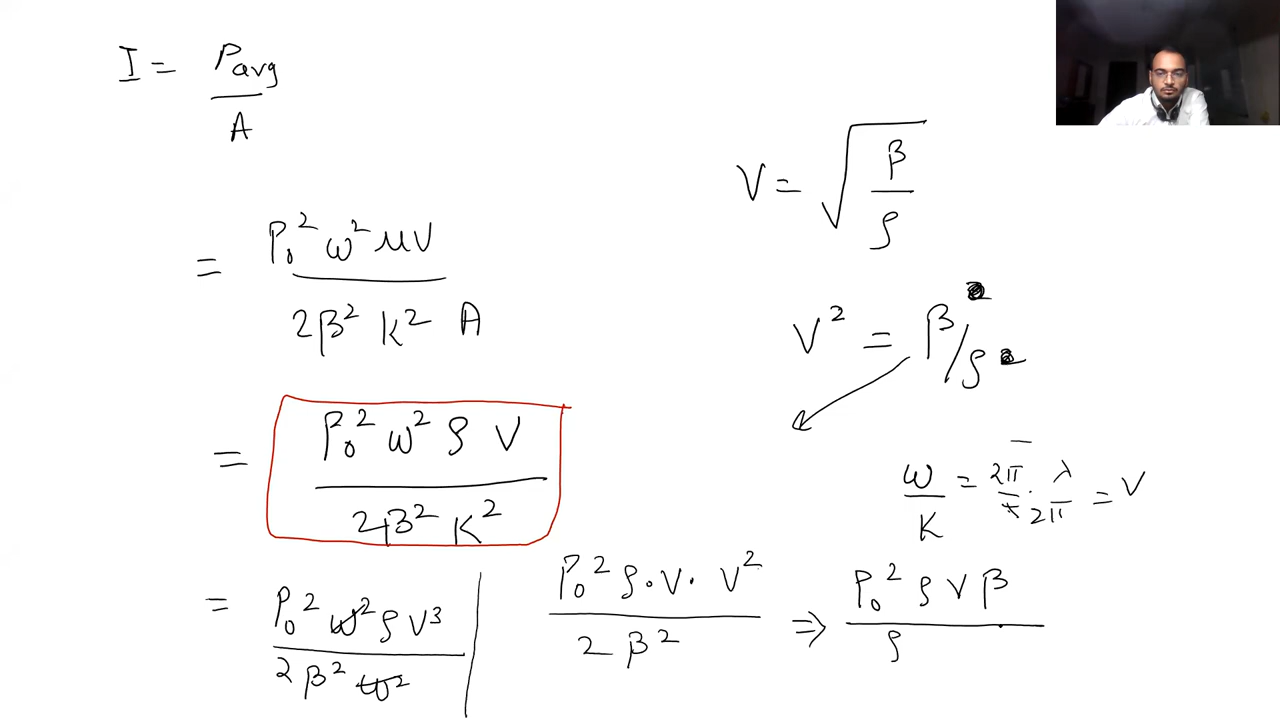 I = P_avg / A
= P₀² ω² μV / 2β² K² A
= P₀² ω² ρ V / 2β² K²
= P₀² ω² ρ V³ / 2β² ω²
P₀² ρ · V · V² / 2β² ⇒ P₀² ρ V β / ρ
V = √(β / ρ)
V² = β/ρ
ω / K = 2π / t · λ / 2π = V